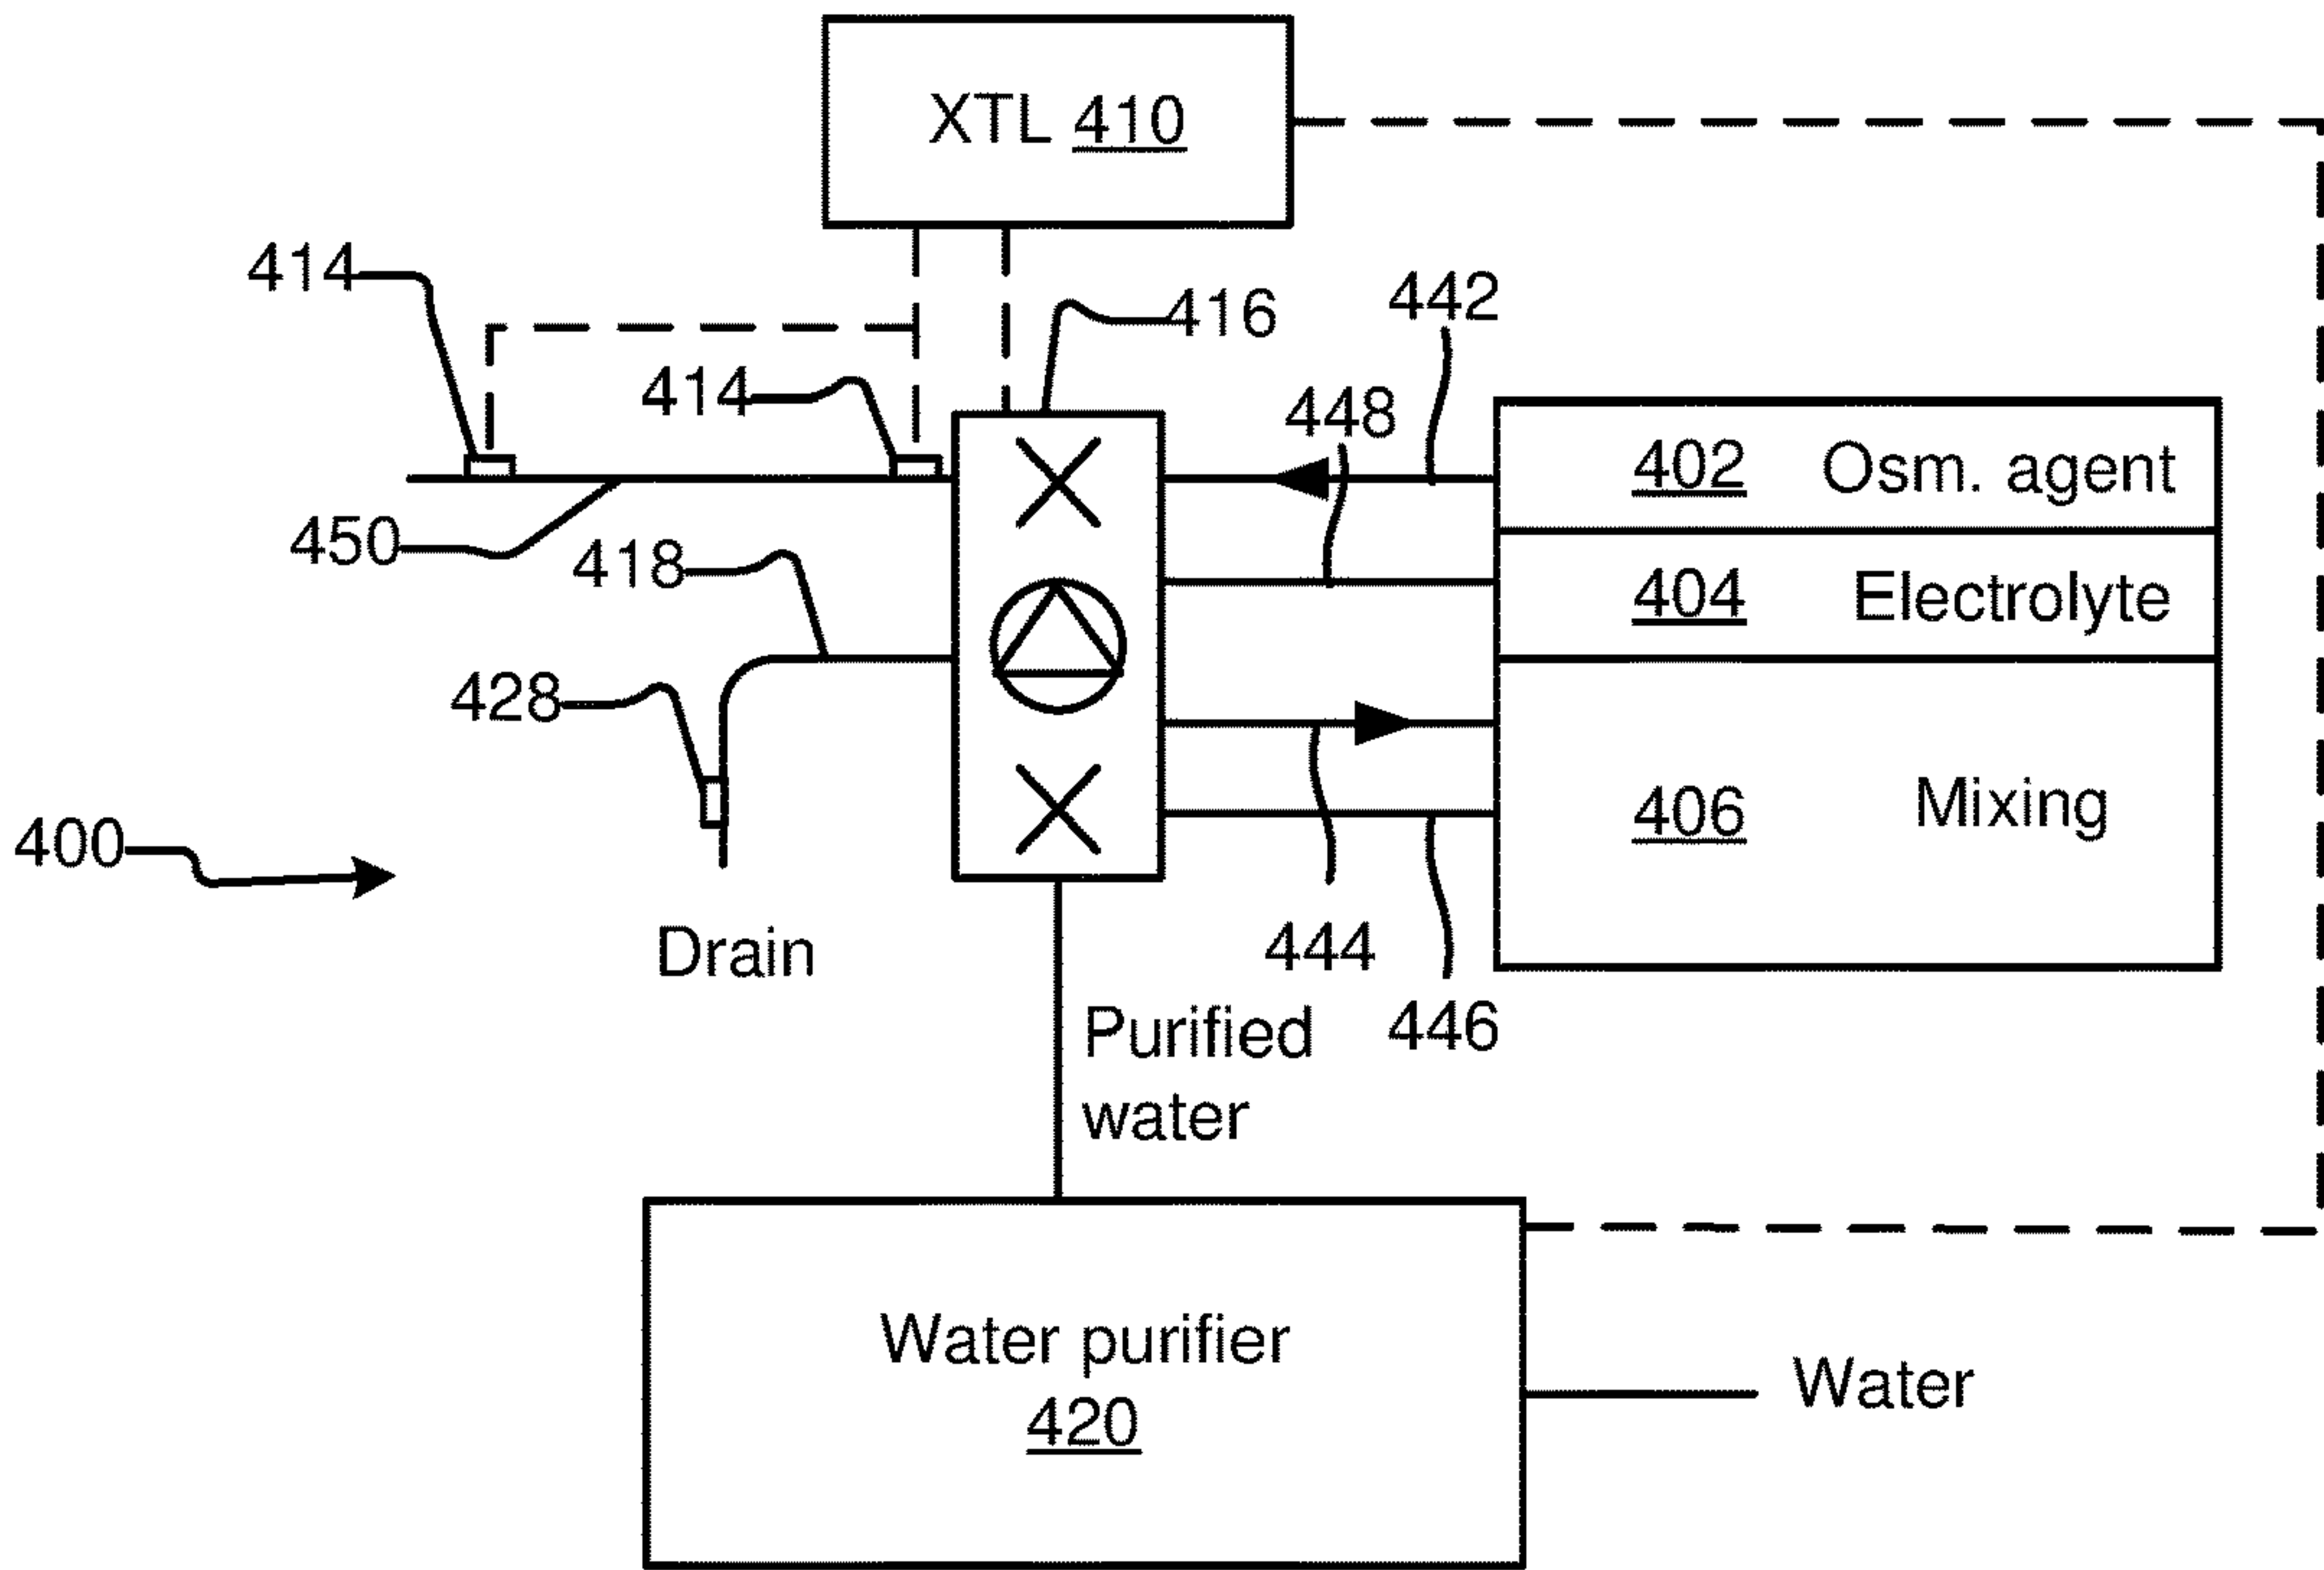 XTL 410
414
416
442
414
448
402 Osm. agent
450
418
404 Electrolyte
428
406 Mixing
400
Drain
444
Purified
water
446
Water purifier
420
Water